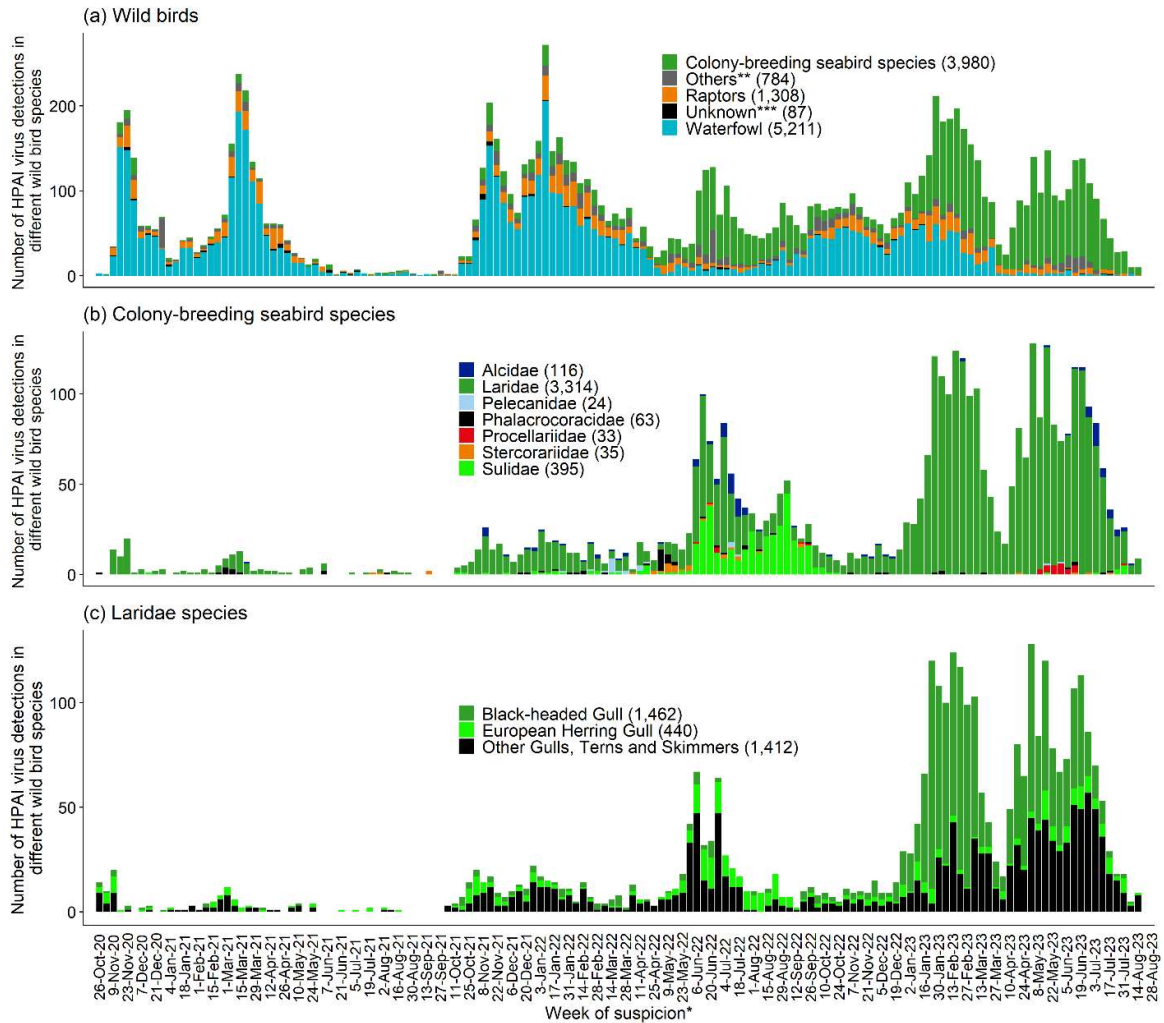 (a) Wild birds
Number of HPAI virus detections in
different wild bird species
200
100
0
Colony-breeding seabird species (3,980)
Others** (784)
Raptors (1,308)
Unknown*** (87)
Waterfowl (5,211)
(b) Colony-breeding seabird species
Number of HPAI virus detections in
different wild bird species
100
50
0
Alcidae (116)
Laridae (3,314)
Pelecanidae (24)
Phalacrocoracidae (63)
Procellariidae (33)
Stercorariidae (35)
Sulidae (395)
(c) Laridae species
Number of HPAI virus detections in
different wild bird species
100
50
0
Black-headed Gull (1,462)
European Herring Gull (440)
Other Gulls, Terns and Skimmers (1,412)
26-Oct-20
9-Nov-20
23-Nov-20
7-Dec-20
21-Dec-20
4-Jan-21
18-Jan-21
1-Feb-21
15-Feb-21
1-Mar-21
15-Mar-21
29-Mar-21
12-Apr-21
26-Apr-21
10-May-21
24-May-21
7-Jun-21
21-Jun-21
5-Jul-21
19-Jul-21
2-Aug-21
16-Aug-21
30-Aug-21
13-Sep-21
27-Sep-21
11-Oct-21
25-Oct-21
8-Nov-21
22-Nov-21
6-Dec-21
20-Dec-21
3-Jan-22
17-Jan-22
31-Jan-22
14-Feb-22
28-Feb-22
14-Mar-22
28-Mar-22
11-Apr-22
25-Apr-22
9-May-22
23-May-22
6-Jun-22
20-Jun-22
4-Jul-22
18-Jul-22
1-Aug-22
15-Aug-22
29-Aug-22
12-Sep-22
26-Sep-22
10-Oct-22
24-Oct-22
7-Nov-22
21-Nov-22
5-Dec-22
19-Dec-22
2-Jan-23
16-Jan-23
30-Jan-23
13-Feb-23
27-Feb-23
13-Mar-23
27-Mar-23
10-Apr-23
24-Apr-23
8-May-23
22-May-23
5-Jun-23
19-Jun-23
3-Jul-23
17-Jul-23
31-Jul-23
14-Aug-23
28-Aug-23
Week of suspicion*